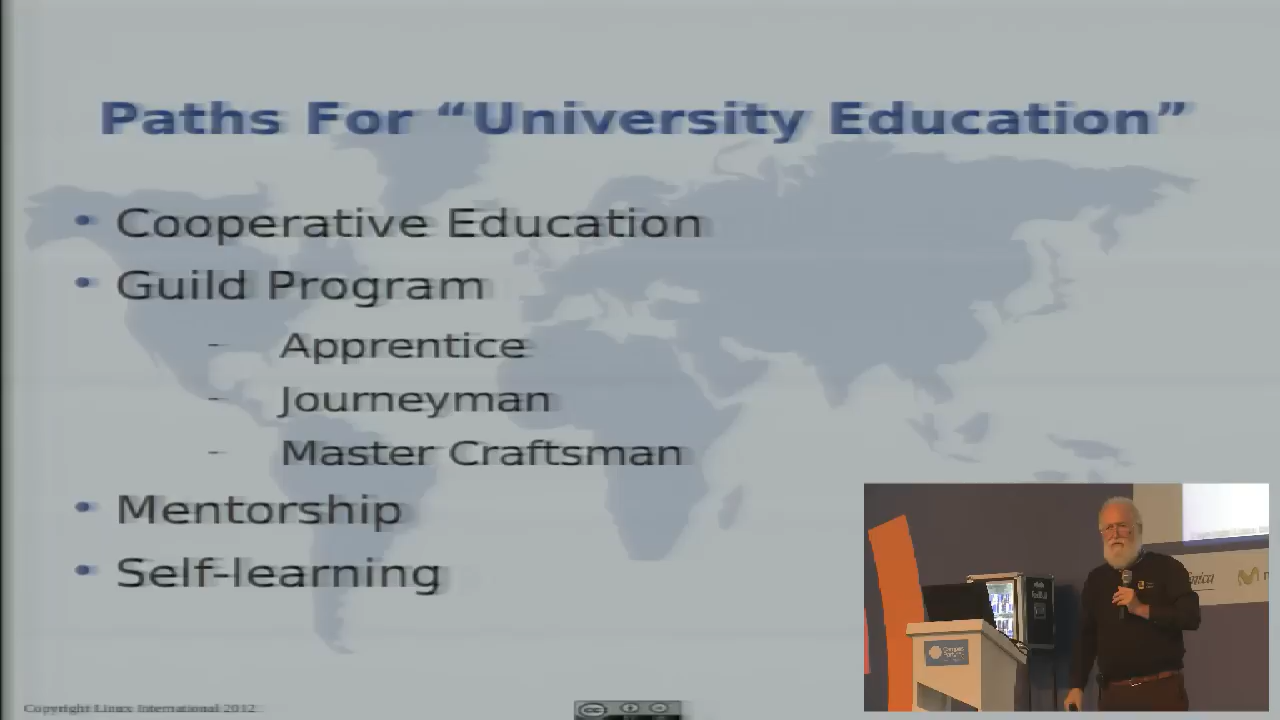 Paths For “University Education”
• Cooperative Education
• Guild Program
– Apprentice
– Journeyman
– Master Craftsman
• Mentorship
• Self-learning
Copyright Linux International 2012
cc